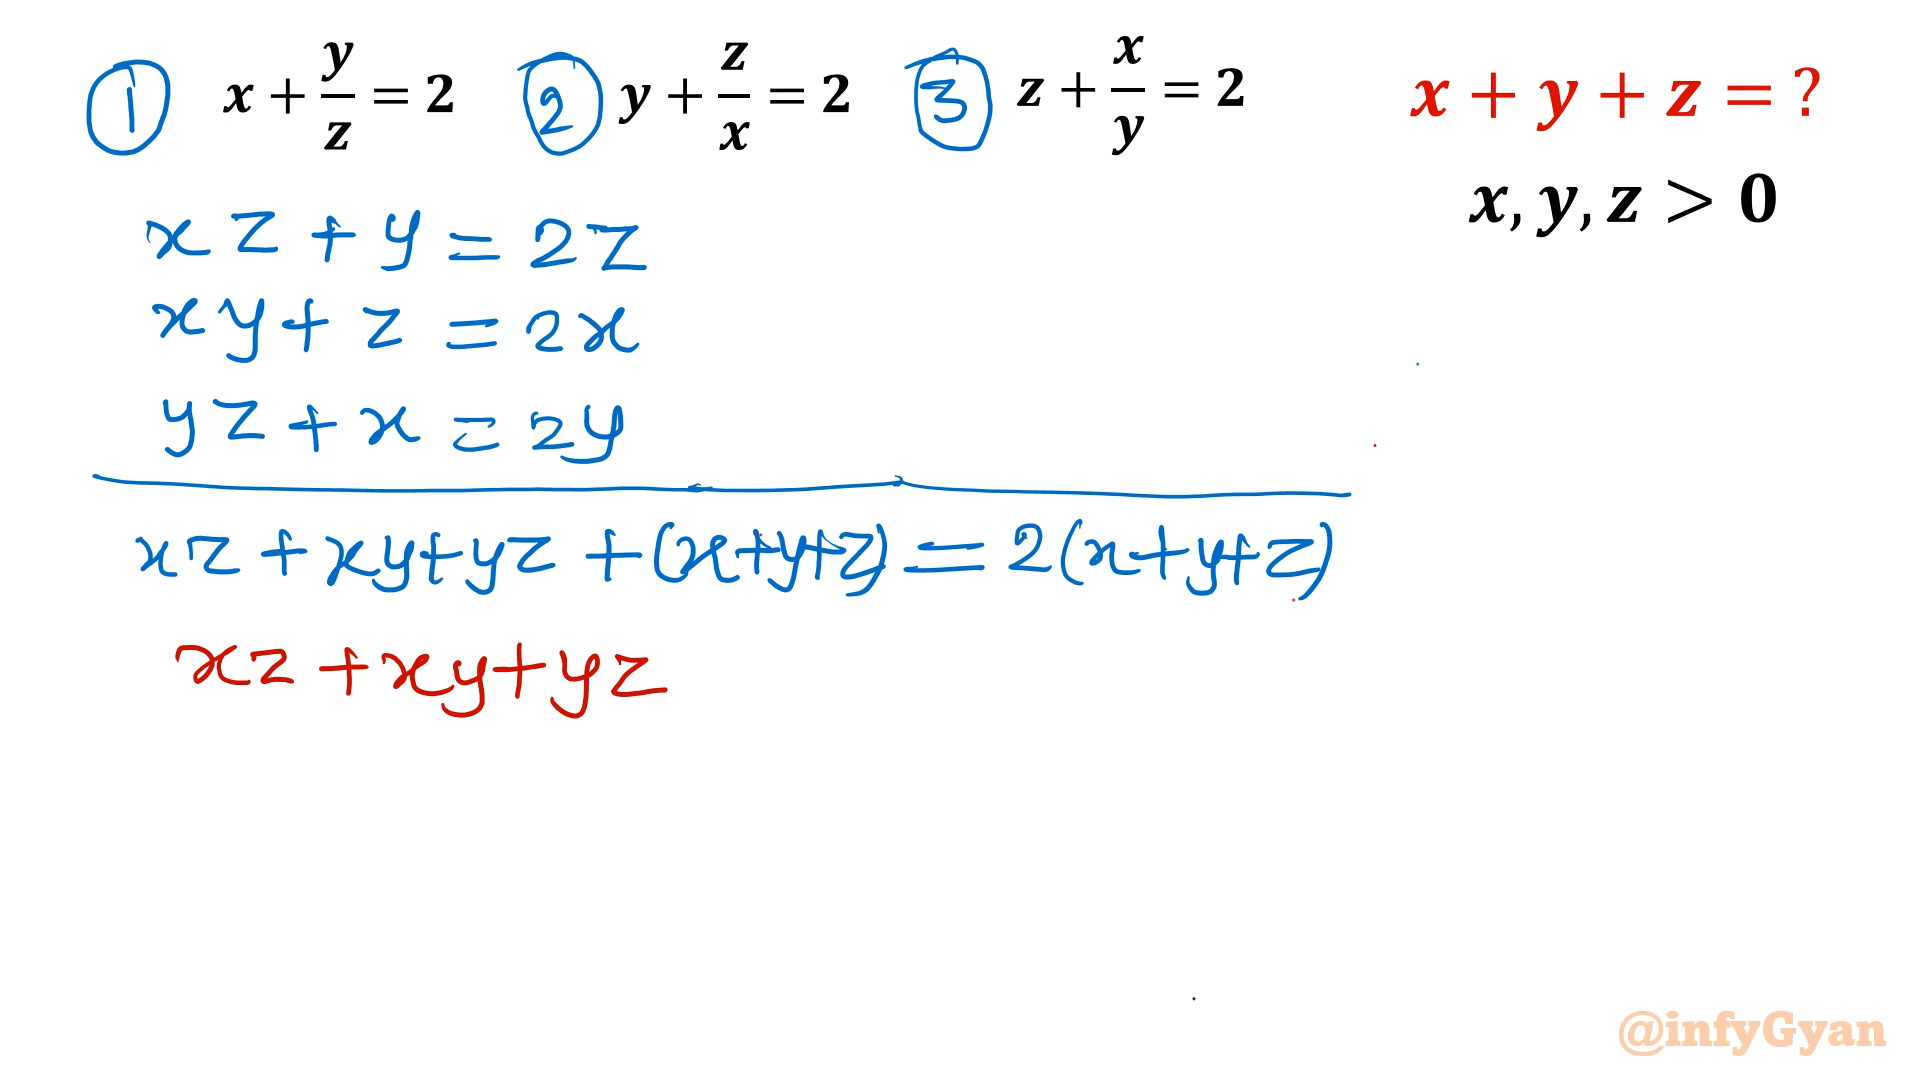 ① x + y/z = 2 ② y + z/x = 2 ③ z + x/y = 2 x + y + z = ?
x, y, z > 0
xz + y = 2z
xy + z = 2x
yz + x = 2y
xz + xy + yz + (x + y + z) = 2(x + y + z)
xz + xy + yz
@infyGyan